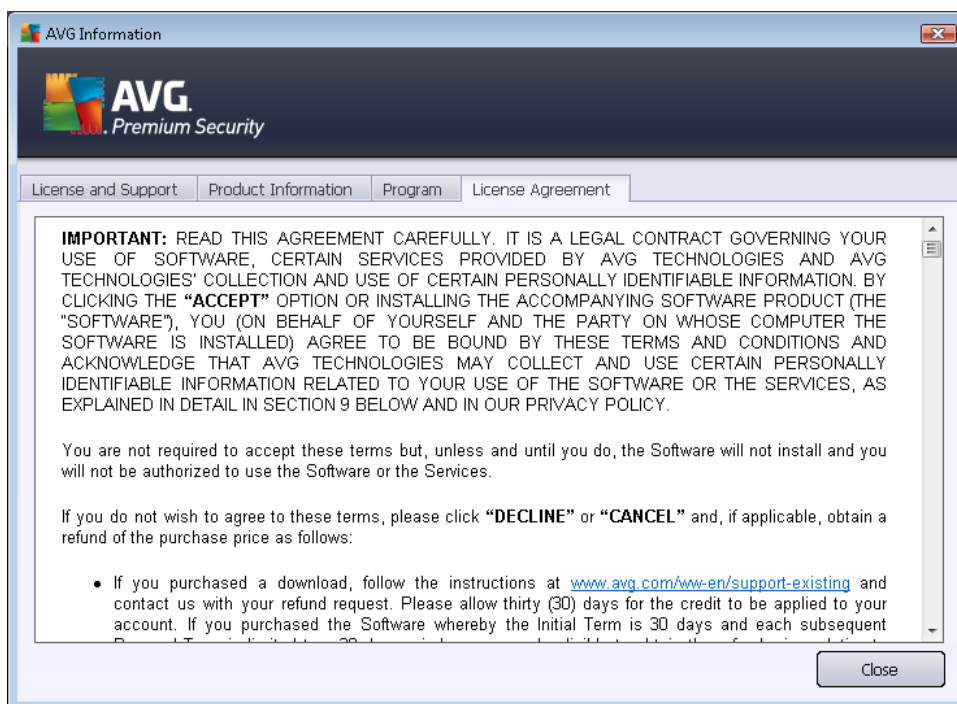 AVG Information
AVG.
Premium Security
License and Support
Product Information
Program
License Agreement
IMPORTANT: READ THIS AGREEMENT CAREFULLY. IT IS A LEGAL CONTRACT GOVERNING YOUR
USE OF SOFTWARE, CERTAIN SERVICES PROVIDED BY AVG TECHNOLOGIES AND AVG
TECHNOLOGIES' COLLECTION AND USE OF CERTAIN PERSONALLY IDENTIFIABLE INFORMATION. BY
CLICKING THE “ACCEPT” OPTION OR INSTALLING THE ACCOMPANYING SOFTWARE PRODUCT (THE
"SOFTWARE"), YOU (ON BEHALF OF YOURSELF AND THE PARTY ON WHOSE COMPUTER THE
SOFTWARE IS INSTALLED) AGREE TO BE BOUND BY THESE TERMS AND CONDITIONS AND
ACKNOWLEDGE THAT AVG TECHNOLOGIES MAY COLLECT AND USE CERTAIN PERSONALLY
IDENTIFIABLE INFORMATION RELATED TO YOUR USE OF THE SOFTWARE OR THE SERVICES, AS
EXPLAINED IN DETAIL IN SECTION 9 BELOW AND IN OUR PRIVACY POLICY.
You are not required to accept these terms but, unless and until you do, the Software will not install and you
will not be authorized to use the Software or the Services.
If you do not wish to agree to these terms, please click “DECLINE” or “CANCEL” and, if applicable, obtain a
refund of the purchase price as follows:
• If you purchased a download, follow the instructions at www.avg.com/ww-en/support-existing and
contact us with your refund request. Please allow thirty (30) days for the credit to be applied to your
account. If you purchased the Software whereby the Initial Term is 30 days and each subsequent
Close